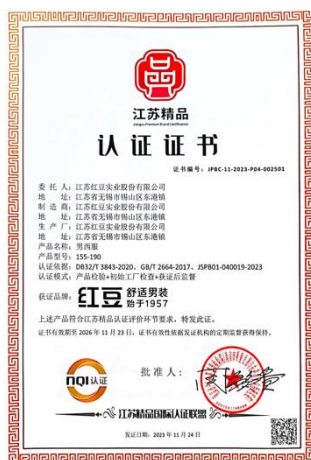 江苏精品
Jiangsu Premium Brand Certification
认证证书
证书编号：JPBC-11-2023-P04-002501
委托人：江苏红豆实业股份有限公司
地址：江苏省无锡市锡山区东港镇
制造商：江苏红豆实业股份有限公司
地址：江苏省无锡市锡山区东港镇
生产厂：江苏红豆实业股份有限公司
地址：江苏省无锡市锡山区东港镇
产品名称：男西服
产品型号：155-190
认证依据：DB32/T 3843-2020、GB/T 2664-2017、JSPB01-040019-2023
认证模式：产品检验+初始工厂检查+获证后监督
获证品牌：红豆 舒适男装 始于1957
上述产品符合江苏精品认证评价环节要求，特发此证。
证书有效期至 2026 年 11 月 23 日，证书有效性依据发证机构的定期监督获得保持。
NQI认证
批准人：
江苏精品国际认证联盟
发证日期：2023 年 11 月 24 日